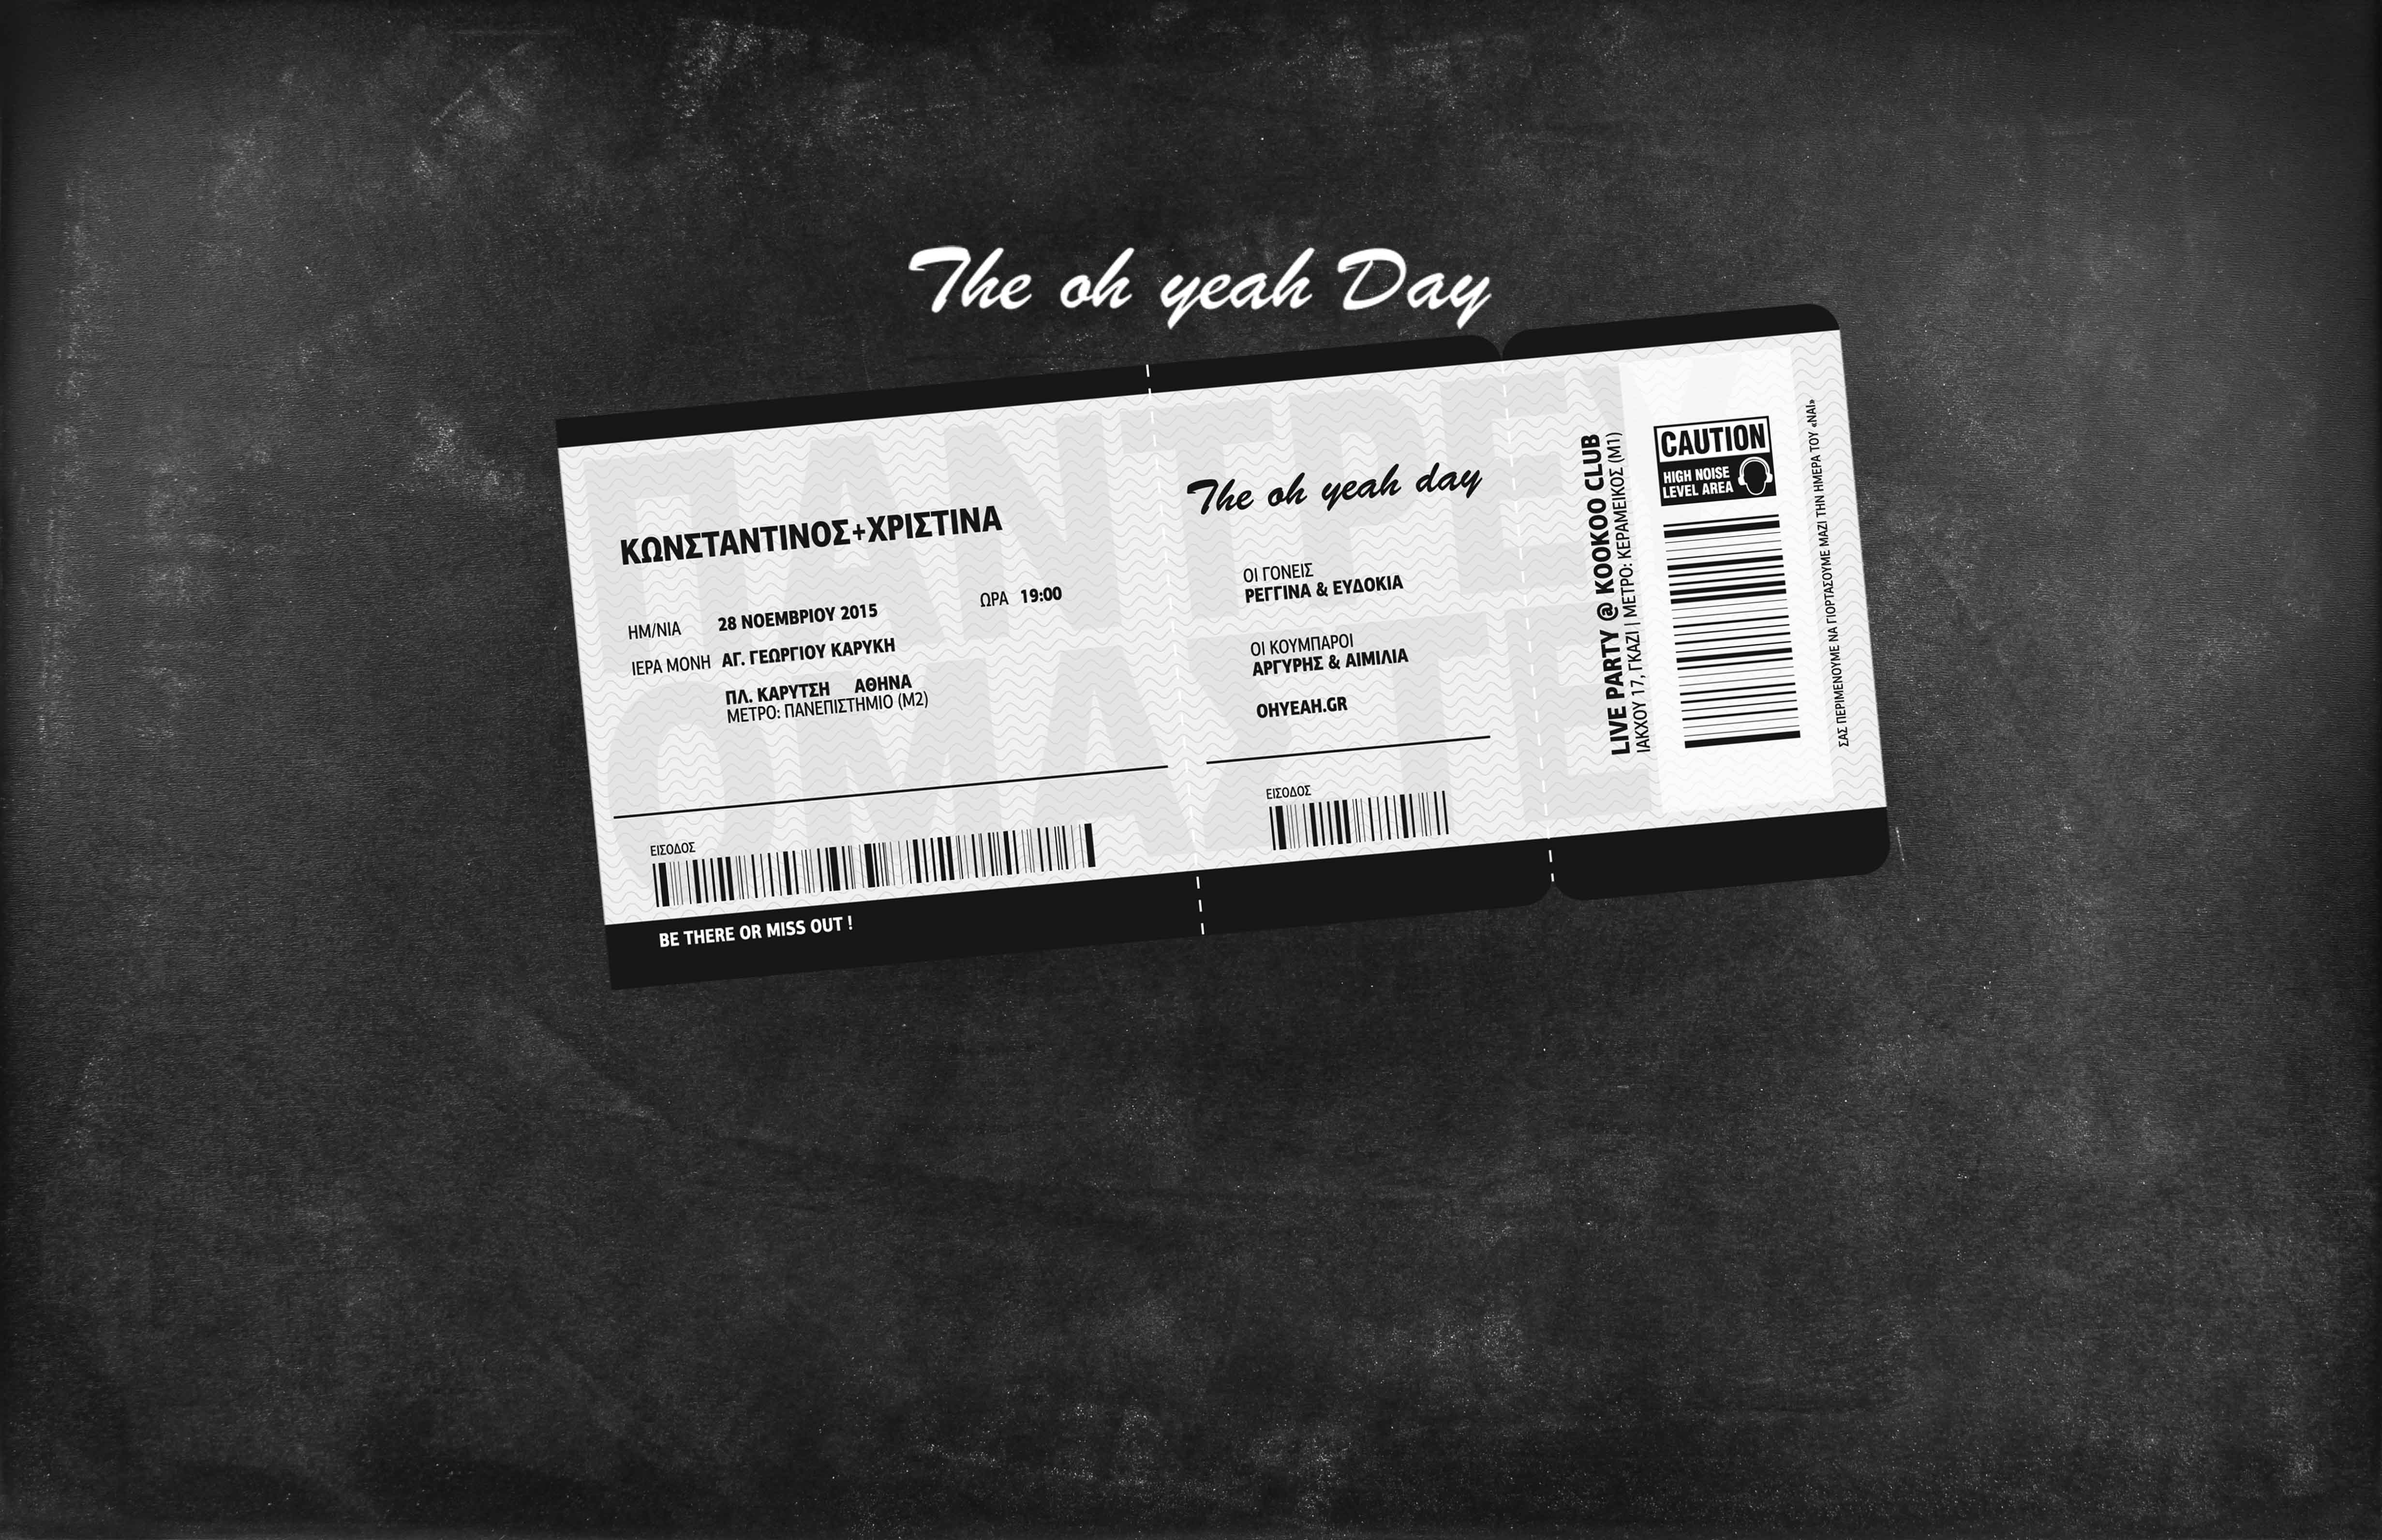 The oh yeah Day
ΠΑΝΤΡΕΥ
ΟΜΑΣΤΕ
ΚΩΝΣΤΑΝΤΙΝΟΣ+ΧΡΙΣΤΙΝΑ
ΗΜ/ΝΙΑ 28 ΝΟΕΜΒΡΙΟΥ 2015 ΩΡΑ 19:00
ΙΕΡΑ ΜΟΝΗ ΑΓ. ΓΕΩΡΓΙΟΥ ΚΑΡΥΚΗ
ΠΛ. ΚΑΡΥΤΣΗ ΑΘΗΝΑ
ΜΕΤΡΟ: ΠΑΝΕΠΙΣΤΗΜΙΟ (Μ2)
ΕΙΣΟΔΟΣ
BE THERE OR MISS OUT !
The oh yeah day
ΟΙ ΓΟΝΕΙΣ
ΡΕΓΓΙΝΑ & ΕΥΔΟΚΙΑ
ΟΙ ΚΟΥΜΠΑΡΟΙ
ΑΡΓΥΡΗΣ & ΑΙΜΙΛΙΑ
OHYEAH.GR
ΕΙΣΟΔΟΣ
LIVE PARTY @ KOOKOO CLUB
ΙΑΚΧΟΥ 17, ΓΚΑΖΙ | ΜΕΤΡΟ: ΚΕΡΑΜΕΙΚΟΣ (Μ1)
CAUTION
HIGH NOISE
LEVEL AREA
ΣΑΣ ΠΕΡΙΜΕΝΟΥΜΕ ΝΑ ΓΙΟΡΤΑΣΟΥΜΕ ΜΑΖΙ ΤΗΝ ΗΜΕΡΑ ΤΟΥ «ΝΑΙ»